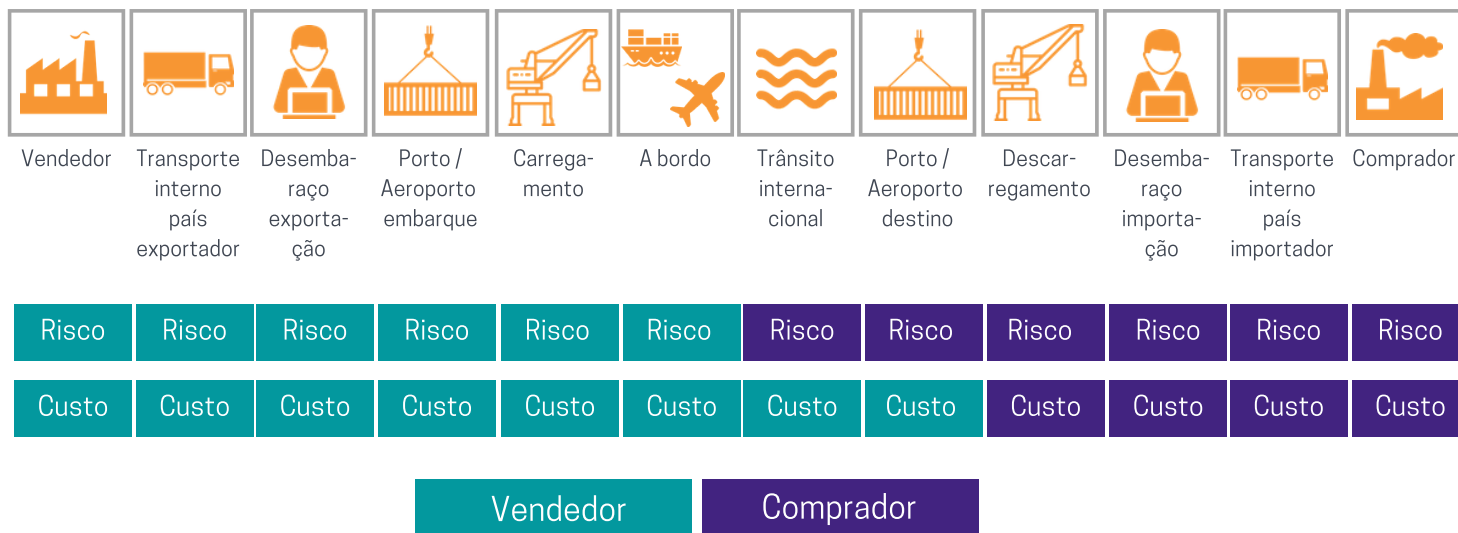 Vendedor
Transporte
interno
país
exportador
Desemba-
raço
exporta-
ção
Porto /
Aeroporto
embarque
Carrega-
mento
A bordo
Trânsito
interna-
cional
Porto /
Aeroporto
destino
Descar-
regamento
Desemba-
raço
importa-
ção
Transporte
interno
país
importador
Comprador
Risco Risco Risco Risco Risco Risco Risco Risco Risco Risco Risco Risco
Custo Custo Custo Custo Custo Custo Custo Custo Custo Custo Custo Custo
Vendedor Comprador